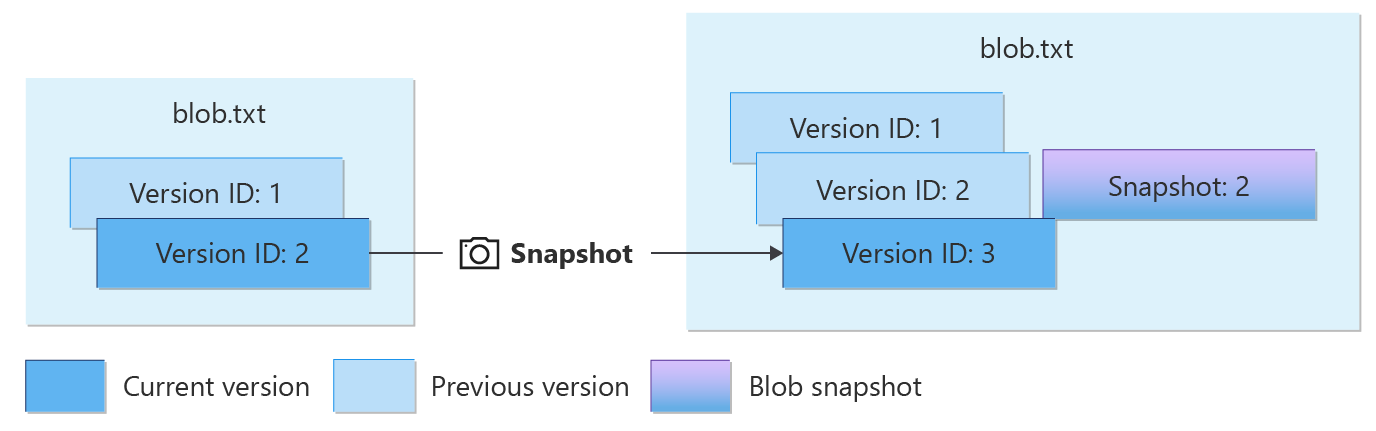 blob.txt
Version ID: 1
Version ID: 2
Snapshot
blob.txt
Version ID: 1
Version ID: 2
Snapshot: 2
Version ID: 3
Current version
Previous version
Blob snapshot